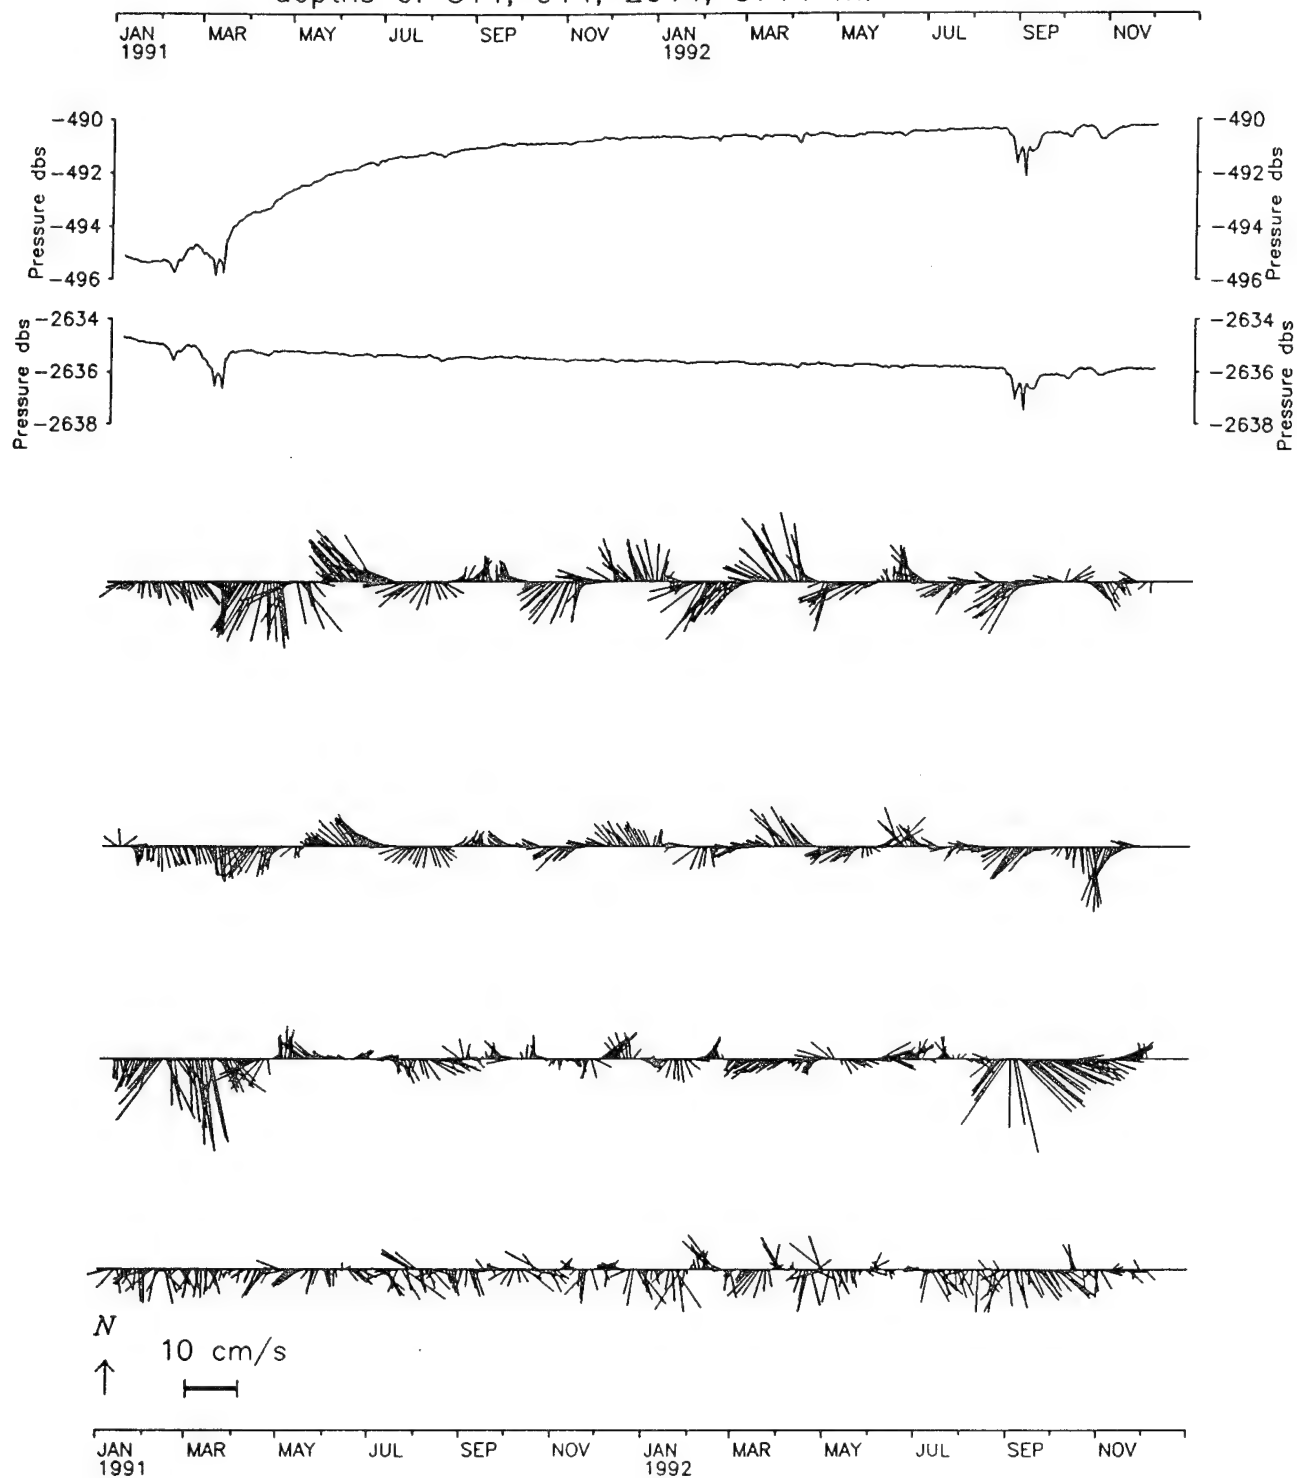 JAN MAR MAY JUL SEP NOV JAN MAR MAY JUL SEP NOV
1991 1992
-490 -490
-492 -492
-494 -494
-496 -496
Pressure dbs Pressure dbs
-2634 -2634
-2636 -2636
-2638 -2638
Pressure dbs Pressure dbs
N
10 cm/s
JAN MAR MAY JUL SEP NOV JAN MAR MAY JUL SEP NOV
1991 1992